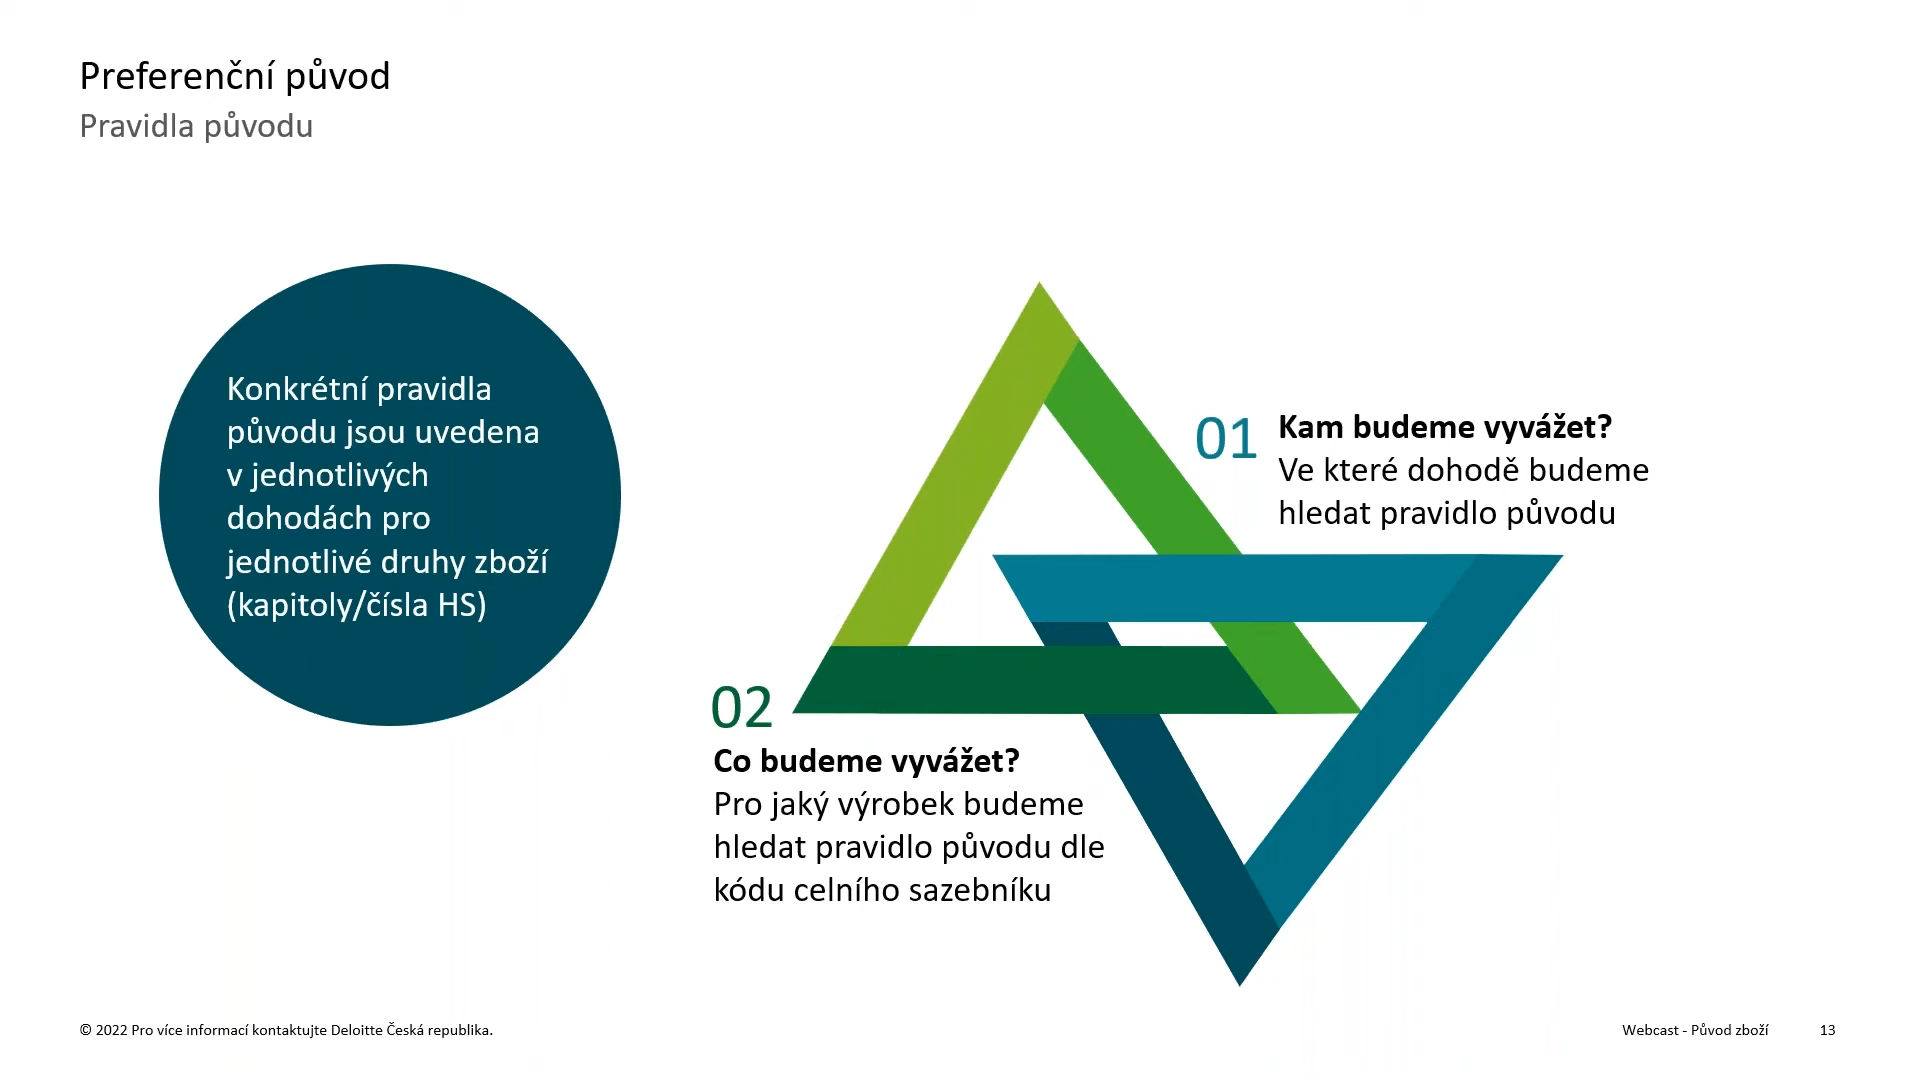 Preferenční původ
Pravidla původu
Konkrétní pravidla
původu jsou uvedena
v jednotlivých
dohodách pro
jednotlivé druhy zboží
(kapitoly/čísla HS)
01
Kam budeme vyvážet?
Ve které dohodě budeme
hledat pravidlo původu
02
Co budeme vyvážet?
Pro jaký výrobek budeme
hledat pravidlo původu dle
kódu celního sazebníku
© 2022 Pro více informací kontaktujte Deloitte Česká republika.
Webcast - Původ zboží 13